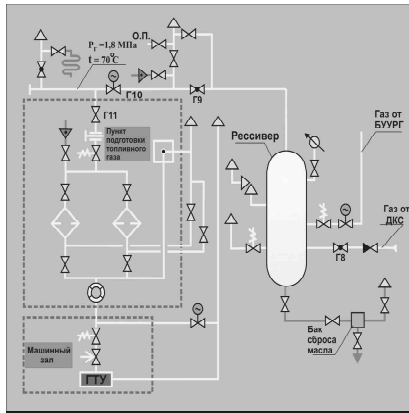 О.П.
Рг =1,8 МПа
t = 70°С
Г10
Г9
Г11
Пункт
подготовки
топливного
газа
Рессивер
Газ от
БУУРГ
Газ от
ДКС
Г8
Бак
сброса
масла
Машинный
зал
ГТУ